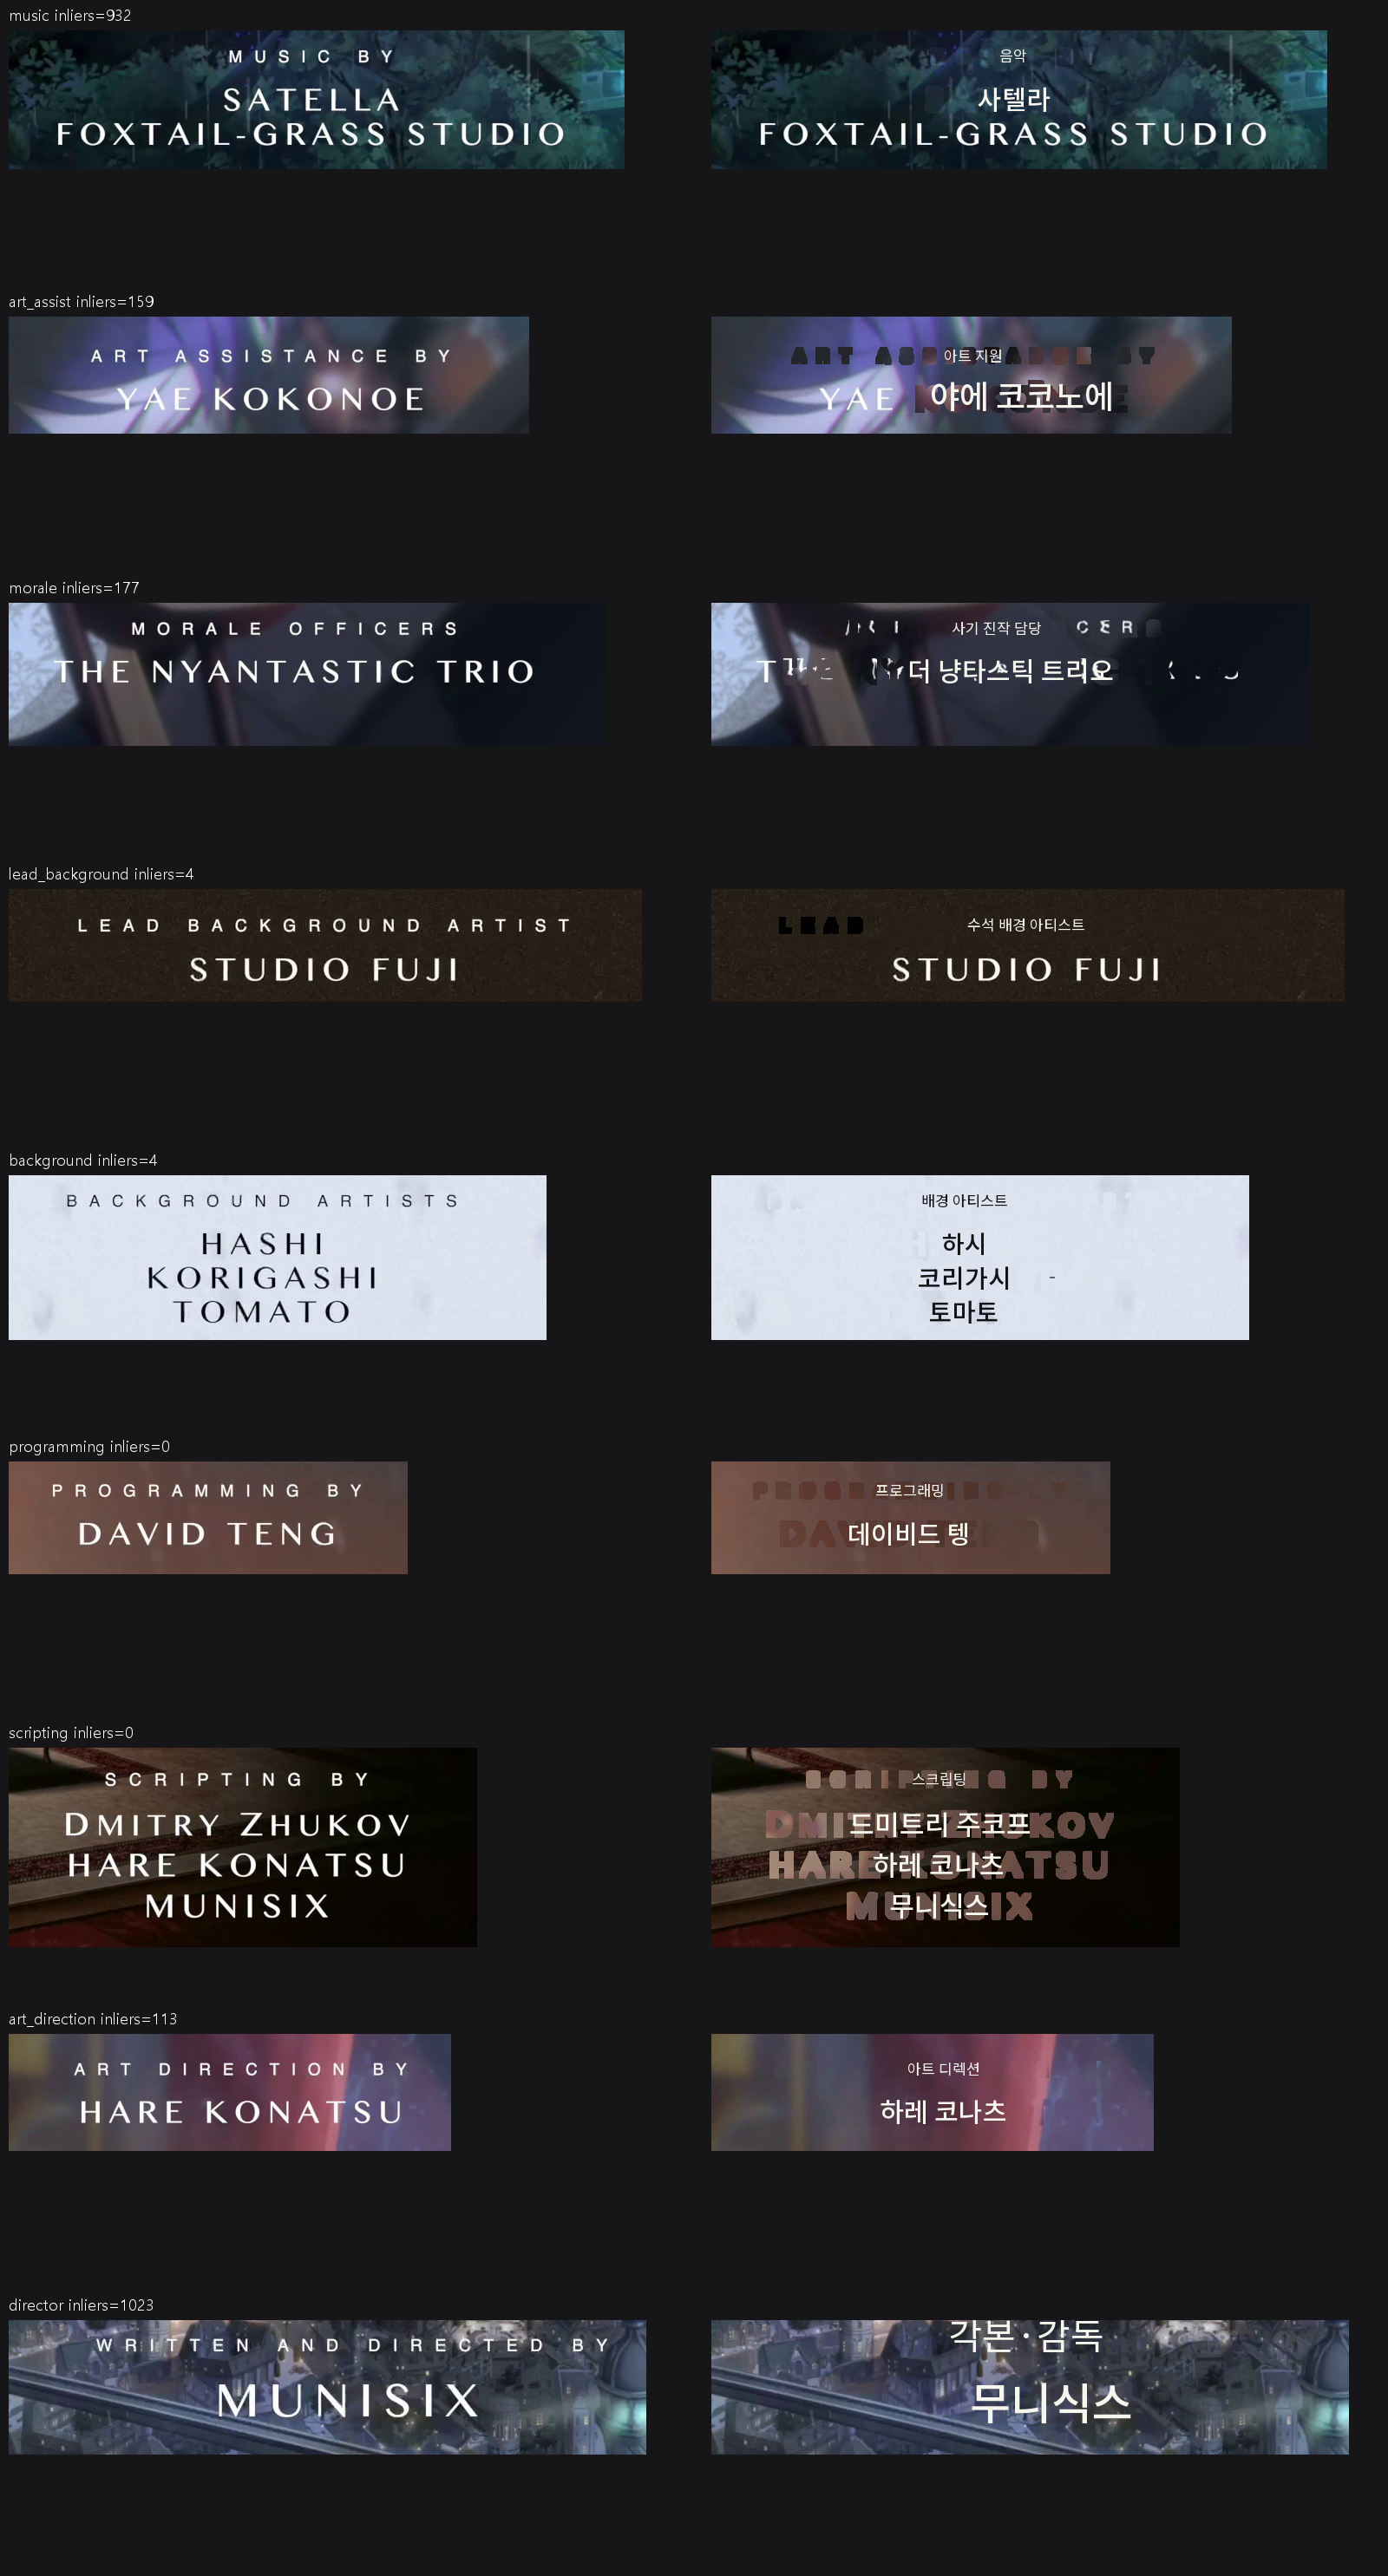 music inliers=932
MUSIC BY
SATELLA
FOXTAIL-GRASS STUDIO
음악
사텔라
FOXTAIL-GRASS STUDIO
art_assist inliers=159
ART ASSISTANCE BY
YAE KOKONOE
아트 지원
YAE 야에 코코노에
morale inliers=177
MORALE OFFICERS
THE NYANTASTIC TRIO
사기 진작 담당
더 냥타스틱 트리오
lead_background inliers=4
LEAD BACKGROUND ARTIST
STUDIO FUJI
LEAD 수석 배경 아티스트
STUDIO FUJI
background inliers=4
BACKGROUND ARTISTS
HASHI
KORIGASHI
TOMATO
배경 아티스트
하시
코리가시
토마토
programming inliers=0
PROGRAMMING BY
DAVID TENG
프로그래밍
데이비드 텡
scripting inliers=0
SCRIPTING BY
DMITRY ZHUKOV
HARE KONATSU
MUNISIX
스크립팅
드미트리 주코프
하레 코나츠
무니식스
art_direction inliers=113
ART DIRECTION BY
HARE KONATSU
아트 디렉션
하레 코나츠
director inliers=1023
WRITTEN AND DIRECTED BY
MUNISIX
각본·감독
무니식스